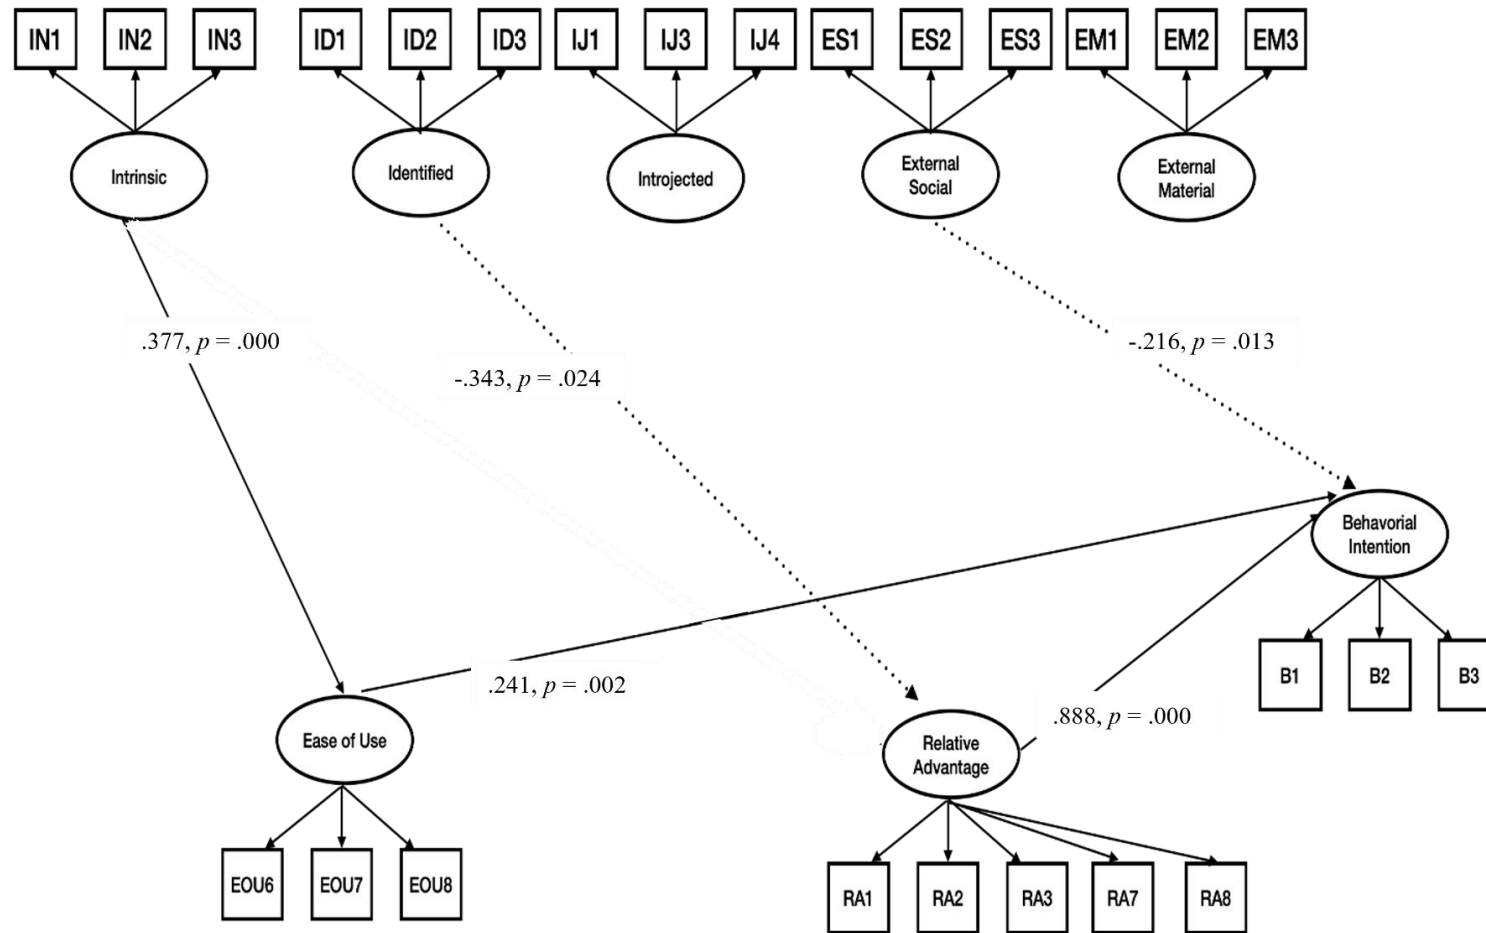 IN1 IN2 IN3 ID1 ID2 ID3 IJ1 IJ3 IJ4 ES1 ES2 ES3 EM1 EM2 EM3
Intrinsic
Identified
Introjected
External
Social
External
Material
.377, p = .000
-.343, p = .024
-.216, p = .013
Behavorial
Intention
B1 B2 B3
.241, p = .002
.888, p = .000
Ease of Use
Relative
Advantage
EOU6 EOU7 EOU8
RA1 RA2 RA3 RA7 RA8